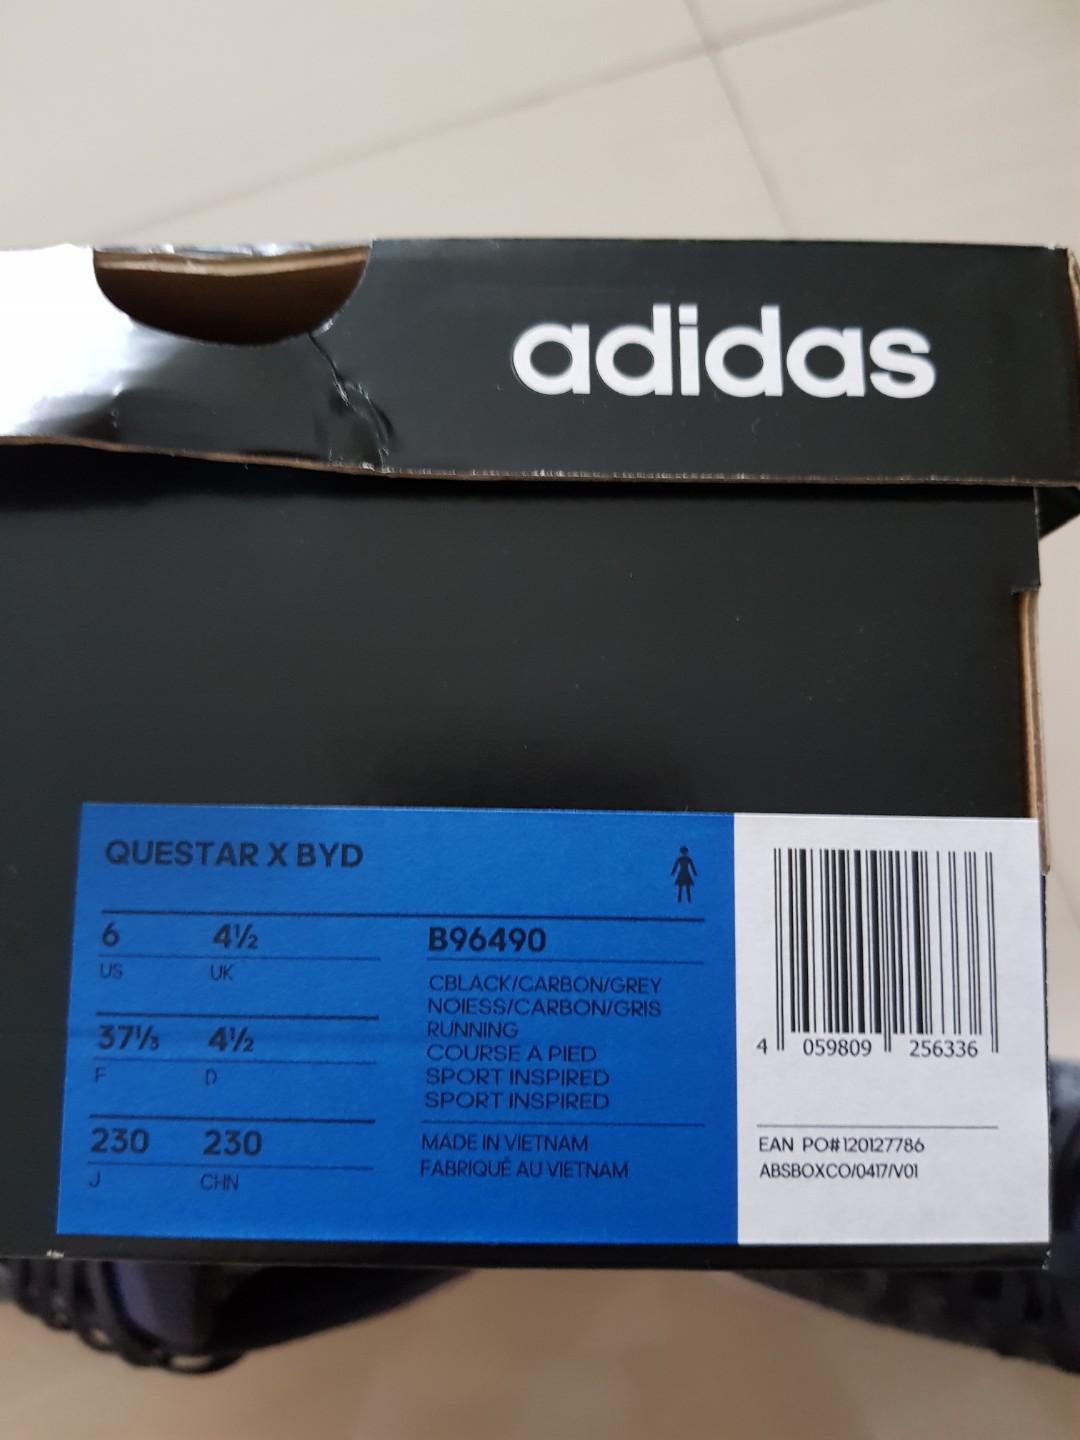 adidas
QUESTAR X BYD
6 4½
US UK
37⅓ 4½
F D
230 230
J CHN
B96490
CBLACK/CARBON/GREY
NOIESS/CARBON/GRIS
RUNNING
COURSE A PIED
SPORT INSPIRED
SPORT INSPIRED
MADE IN VIETNAM
FABRIQUÉ AU VIETNAM
4 059809 256336
EAN PO#120127786
ABSBOXCO/0417/V01